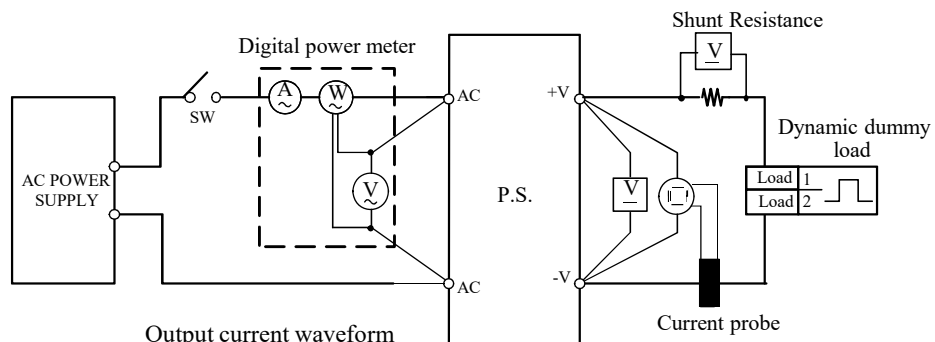 Shunt Resistance
V
Digital power meter
A
W
AC
+V
SW
Dynamic dummy
load
V
V
AC POWER
SUPPLY
P.S.
Load 1
Load 2
-V
AC
Current probe
Output current waveform